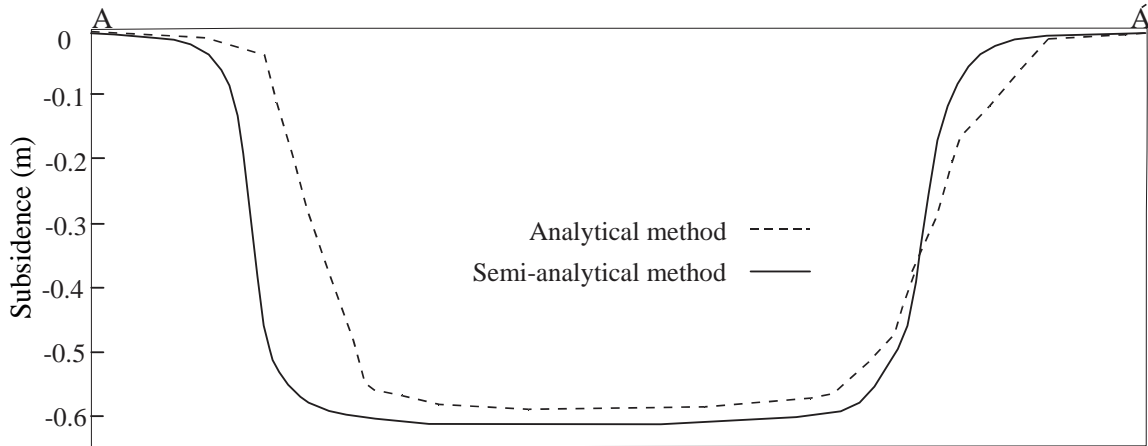 A A´
0
-0.1
-0.2
-0.3
-0.4
-0.5
-0.6
Subsidence (m)
Analytical method
Semi-analytical method